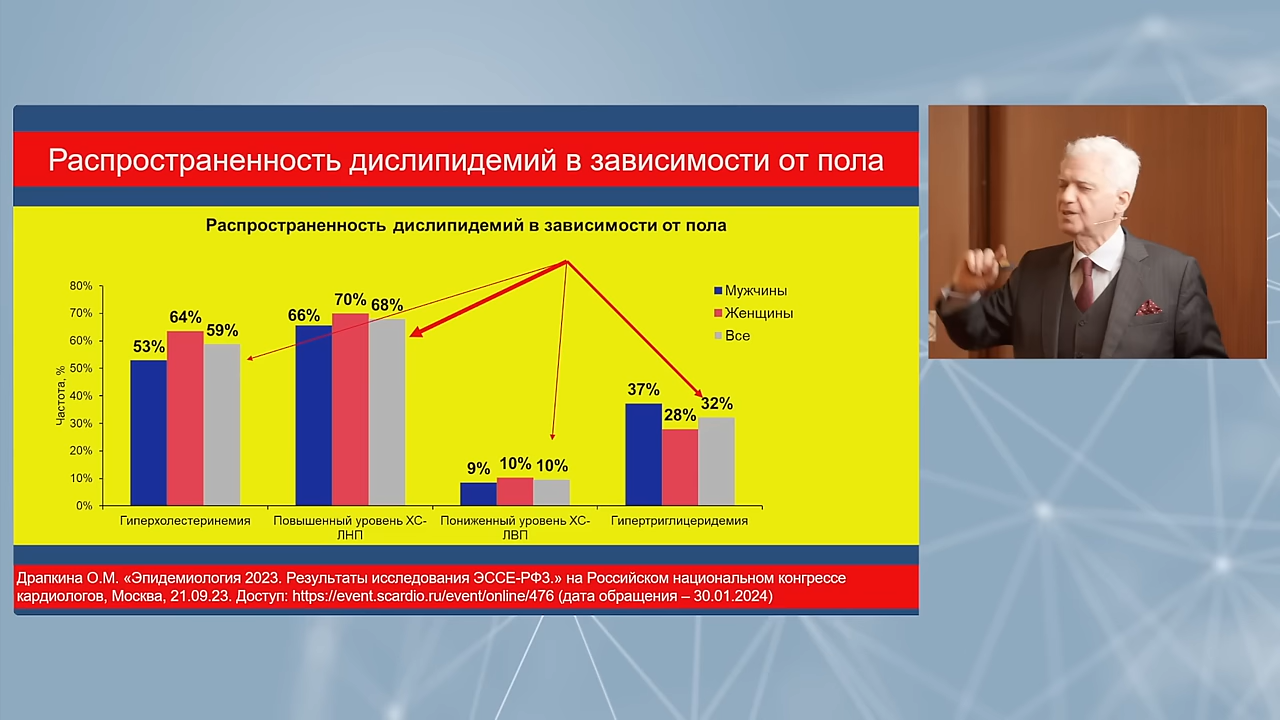 Распространенность дислипидемий в зависимости от пола
Распространенность дислипидемий в зависимости от пола
Частота, %
80%
70%
60%
50%
40%
30%
20%
10%
0%
53%
64%
59%
66%
70%
68%
9%
10%
10%
37%
28%
32%
Мужчины
Женщины
Все
Гиперхолестеринемия
Повышенный уровень ХС-
ЛНП
Пониженный уровень ХС-
ЛВП
Гипертриглицеридемия
Драпкина О.М. «Эпидемиология 2023. Результаты исследования ЭССЕ-РФ3.» на Российском национальном конгрессе
кардиологов, Москва, 21.09.23. Доступ: https://event.scardio.ru/event/online/476 (дата обращения – 30.01.2024)